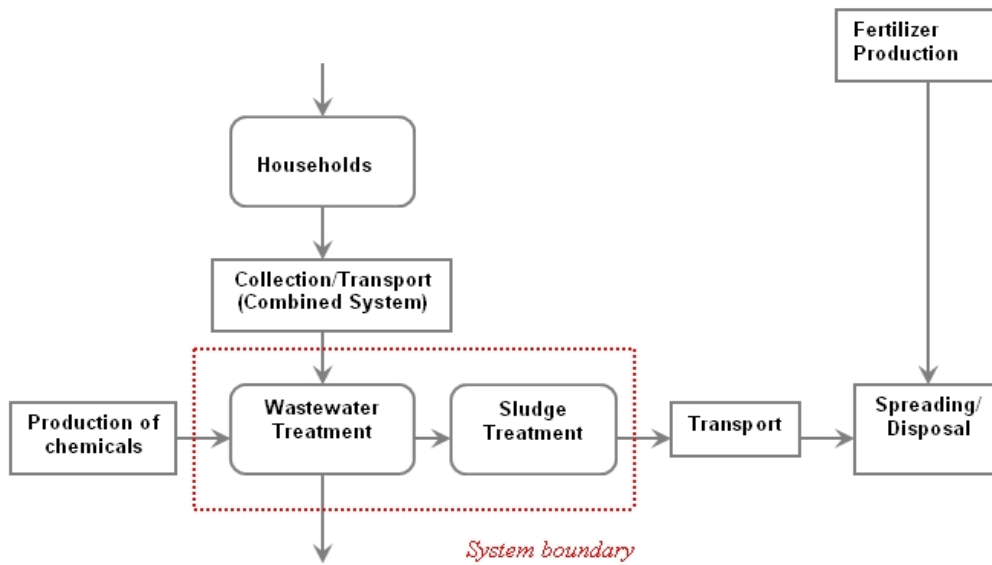 Fertilizer
Production
Households
Collection/Transport
(Combined System)
Production of
chemicals
Wastewater
Treatment
Sludge
Treatment
Transport
Spreading/
Disposal
System boundary